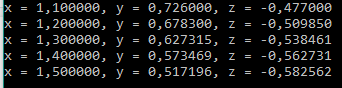 x = 1,100000, y = 0,726000, z = -0,477000
x = 1,200000, y = 0,678300, z = -0,509850
x = 1,300000, y = 0,627315, z = -0,538461
x = 1,400000, y = 0,573469, z = -0,562731
x = 1,500000, y = 0,517196, z = -0,582562